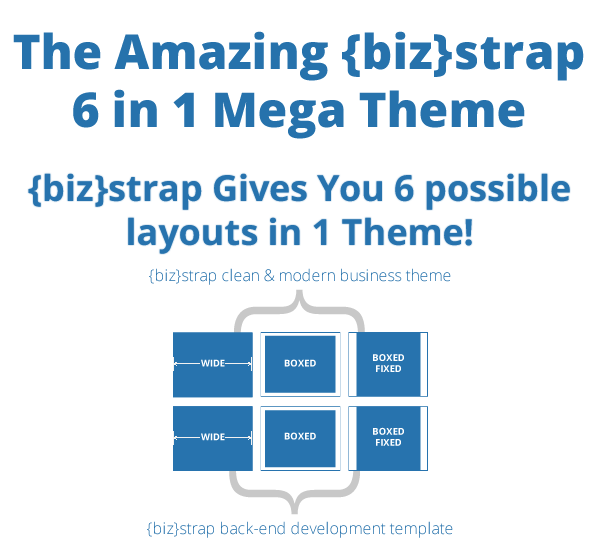 The Amazing {biz}strap
6 in 1 Mega Theme
{biz}strap Gives You 6 possible
layouts in 1 Theme!
{biz}strap clean & modern business theme
WIDE
BOXED
BOXED
FIXED
WIDE
BOXED
BOXED
FIXED
{biz}strap back-end development template